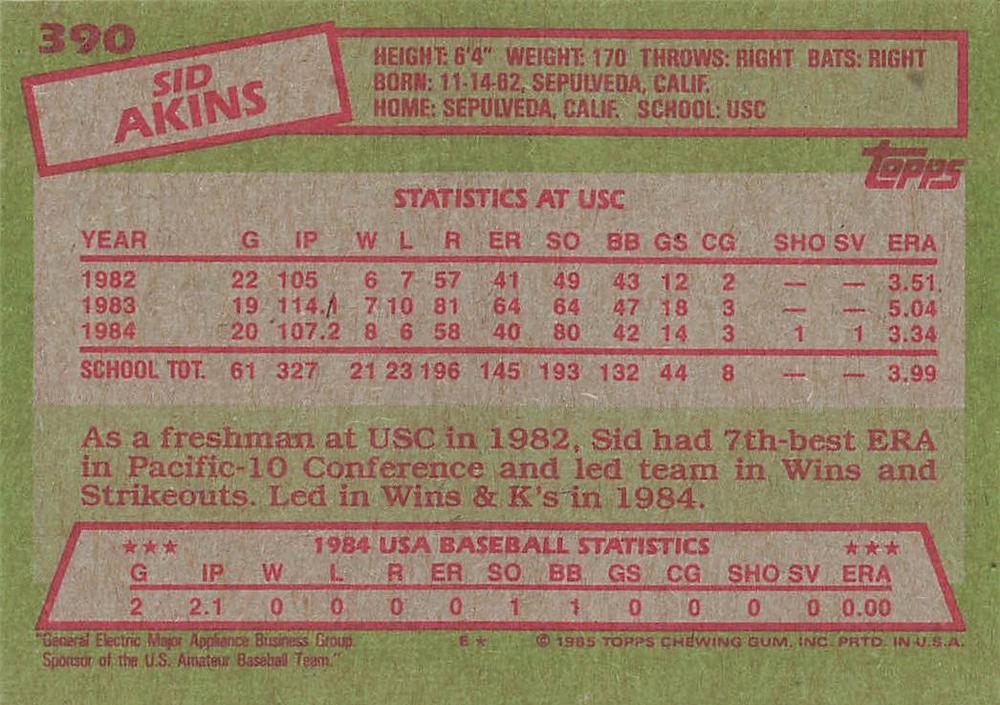 390
SID
AKINS
HEIGHT: 6'4" WEIGHT: 170 THROWS: RIGHT BATS: RIGHT
BORN: 11-14-62, SEPULVEDA, CALIF.
HOME: SEPULVEDA, CALIF. SCHOOL: USC
Topps
STATISTICS AT USC
YEAR G IP W L R ER SO BB GS CG SHO SV ERA
1982 22 105 6 7 57 41 49 43 12 2 — — 3.51
1983 19 114.1 7 10 81 64 64 47 18 3 — — 5.04
1984 20 107.2 8 6 58 40 80 42 14 3 1 1 3.34
SCHOOL TOT. 61 327 21 23 196 145 193 132 44 8 — — 3.99
As a freshman at USC in 1982, Sid had 7th-best ERA
in Pacific-10 Conference and led team in Wins and
Strikeouts. Led in Wins & K's in 1984.
★★★ 1984 USA BASEBALL STATISTICS ★★★
G IP W L R ER SO BB GS CG SHO SV ERA
2 2.1 0 0 0 0 1 1 0 0 0 0 0.00
"General Electric Major Appliance Business Group.
Sponsor of the U.S. Amateur Baseball Team."
E★ © 1985 TOPPS CHEWING GUM, INC. PRTD. IN U.S.A.